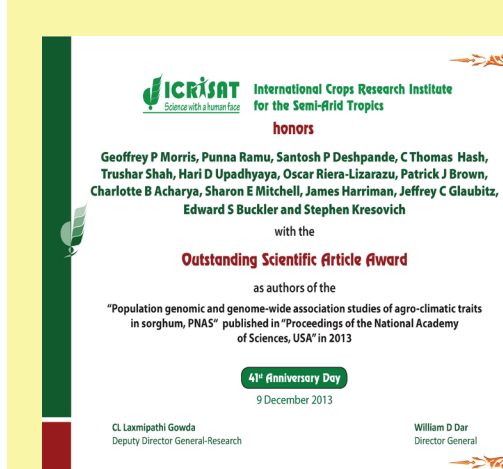 ICRISAT
Science with a human face
International Crops Research Institute
for the Semi-Arid Tropics
honors
Geoffrey P Morris, Punna Ramu, Santosh P Deshpande, C Thomas Hash,
Trushar Shah, Hari D Upadhyaya, Oscar Riera-Lizarazu, Patrick J Brown,
Charlotte B Acharya, Sharon E Mitchell, James Harriman, Jeffrey C Glaubitz,
Edward S Buckler and Stephen Kresovich
with the
Outstanding Scientific Article Award
as authors of the
“Population genomic and genome-wide association studies of agro-climatic traits
in sorghum, PNAS“ published in “Proceedings of the National Academy
of Sciences, USA” in 2013
41st Anniversary Day
9 December 2013
CL Laxmipathi Gowda
Deputy Director General-Research
William D Dar
Director General